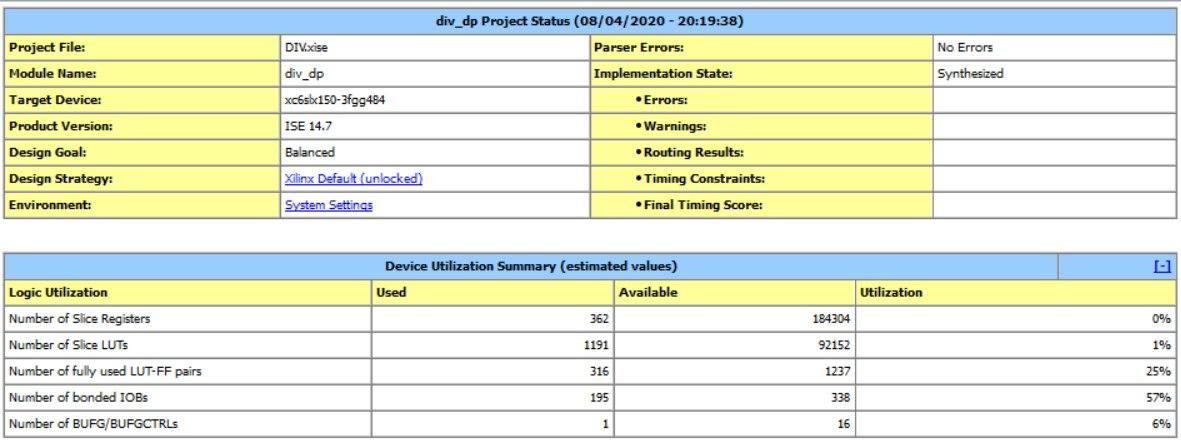 div_dp Project Status (08/04/2020 - 20:19:38)
Project File: DIV.xise Parser Errors: No Errors
Module Name: div_dp Implementation State: Synthesized
Target Device: xc6slx150-3fgg484 •Errors:
Product Version: ISE 14.7 •Warnings:
Design Goal: Balanced •Routing Results:
Design Strategy: Xilinx Default (unlocked) •Timing Constraints:
Environment: System Settings •Final Timing Score:
Device Utilization Summary (estimated values) [-]
Logic Utilization Used Available Utilization
Number of Slice Registers 362 184304 0%
Number of Slice LUTs 1191 92152 1%
Number of fully used LUT-FF pairs 316 1237 25%
Number of bonded IOBs 195 338 57%
Number of BUFG/BUFGCTRLs 1 16 6%